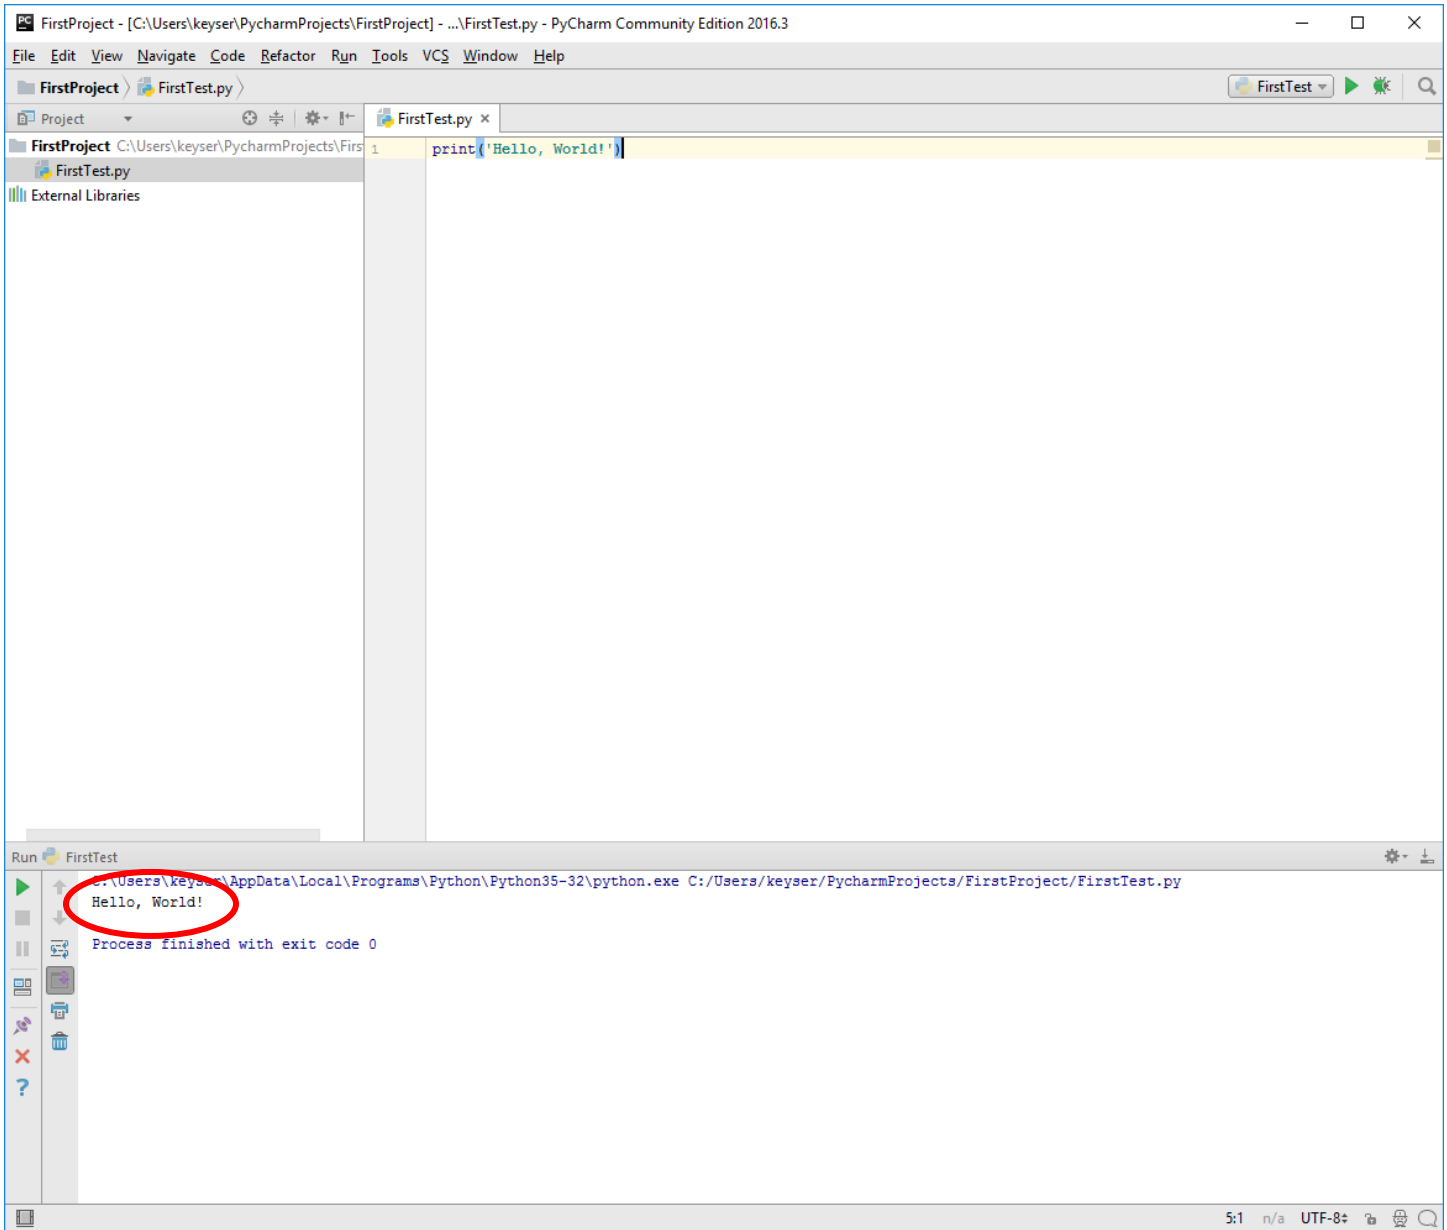 FirstProject - [C:\Users\keyser\PycharmProjects\FirstProject] - ...\FirstTest.py - PyCharm Community Edition 2016.3
File Edit View Navigate Code Refactor Run Tools VCS Window Help
FirstProject FirstTest.py FirstTest
Project FirstTest.py
FirstProject C:\Users\keyser\PycharmProjects\Firs
1 print('Hello, World!')
FirstTest.py
External Libraries
Run FirstTest
C:\Users\keyser\AppData\Local\Programs\Python\Python35-32\python.exe C:/Users/keyser/PycharmProjects/FirstProject/FirstTest.py
Hello, World!
Process finished with exit code 0
5:1 n/a UTF-8